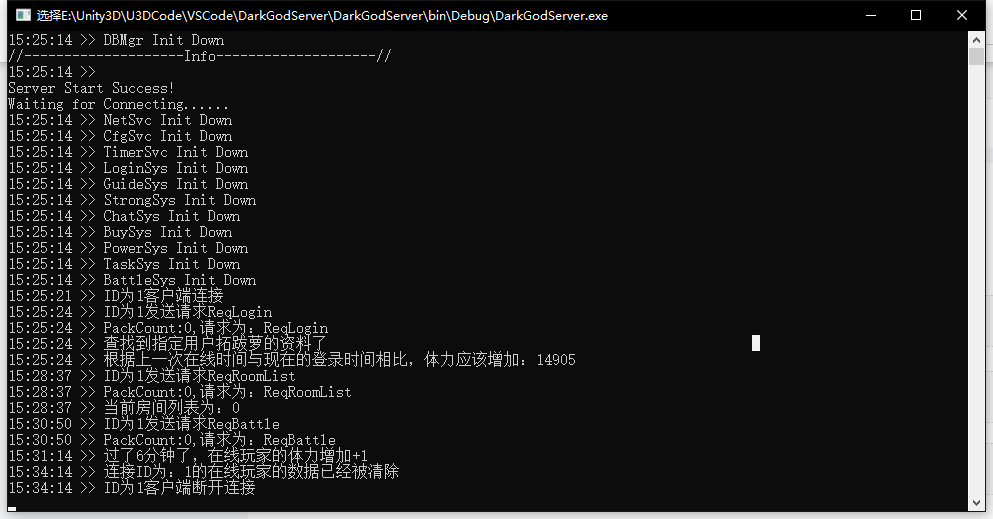 选择E:\Unity3D\U3DCode\VSCode\DarkGodServer\DarkGodServer\bin\Debug\DarkGodServer.exe
15:25:14 >> DBMgr Init Down
//--------------------Info--------------------//
15:25:14 >>
Server Start Success!
Waiting for Connecting......
15:25:14 >> NetSvc Init Down
15:25:14 >> CfgSvc Init Down
15:25:14 >> TimerSvc Init Down
15:25:14 >> LoginSys Init Down
15:25:14 >> GuideSys Init Down
15:25:14 >> StrongSys Init Down
15:25:14 >> ChatSys Init Down
15:25:14 >> BuySys Init Down
15:25:14 >> PowerSys Init Down
15:25:14 >> TaskSys Init Down
15:25:14 >> BattleSys Init Down
15:25:21 >> ID为1客户端连接
15:25:24 >> ID为1发送请求ReqLogin
15:25:24 >> PackCount:0,请求为：ReqLogin
15:25:24 >> 查找到指定用户拓跋萝的资料了
15:25:24 >> 根据上一次在线时间与现在的登录时间相比，体力应该增加：14905
15:28:37 >> ID为1发送请求ReqRoomList
15:28:37 >> PackCount:0,请求为：ReqRoomList
15:28:37 >> 当前房间列表为：0
15:30:50 >> ID为1发送请求ReqBattle
15:30:50 >> PackCount:0,请求为：ReqBattle
15:31:14 >> 过了6分钟了，在线玩家的体力增加+1
15:34:14 >> 连接ID为：1的在线玩家的数据已经被清除
15:34:14 >> ID为1客户端断开连接